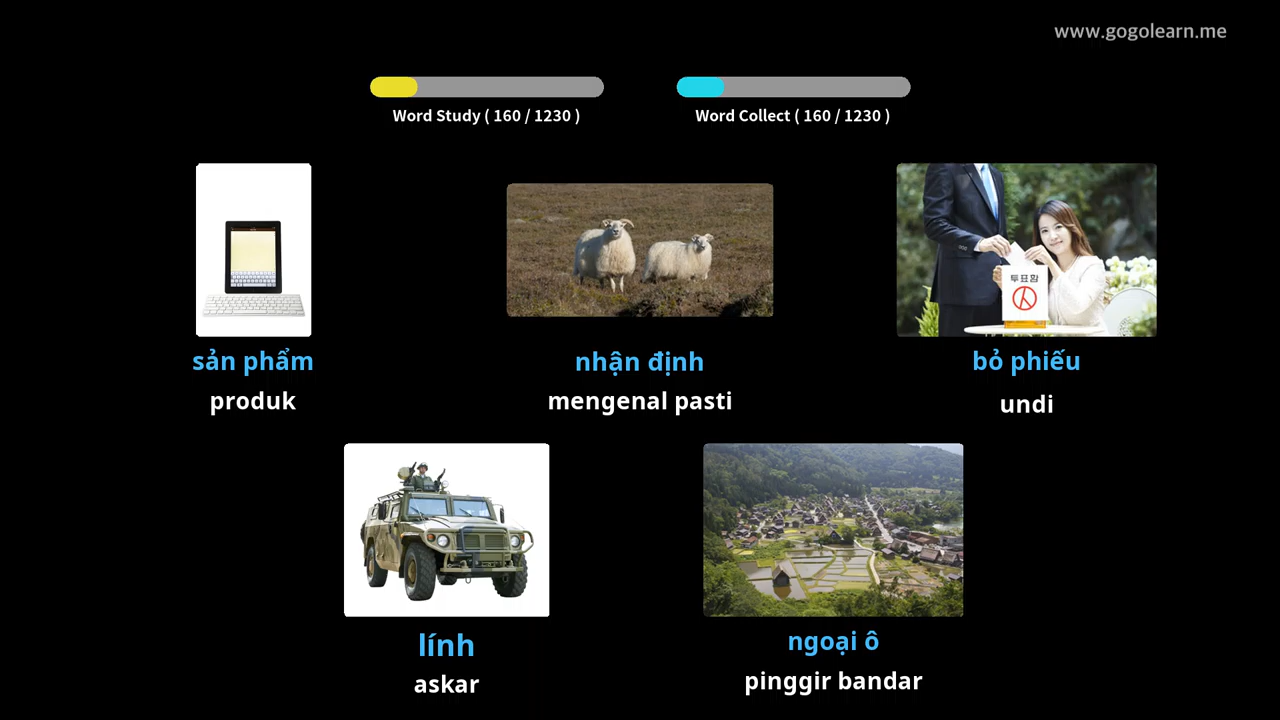 www.gogolearn.me
Word Study ( 160 / 1230 )
Word Collect ( 160 / 1230 )
투표함
sản phẩm
nhận định
bỏ phiếu
produk
mengenal pasti
undi
lính
ngoại ô
askar
pinggir bandar